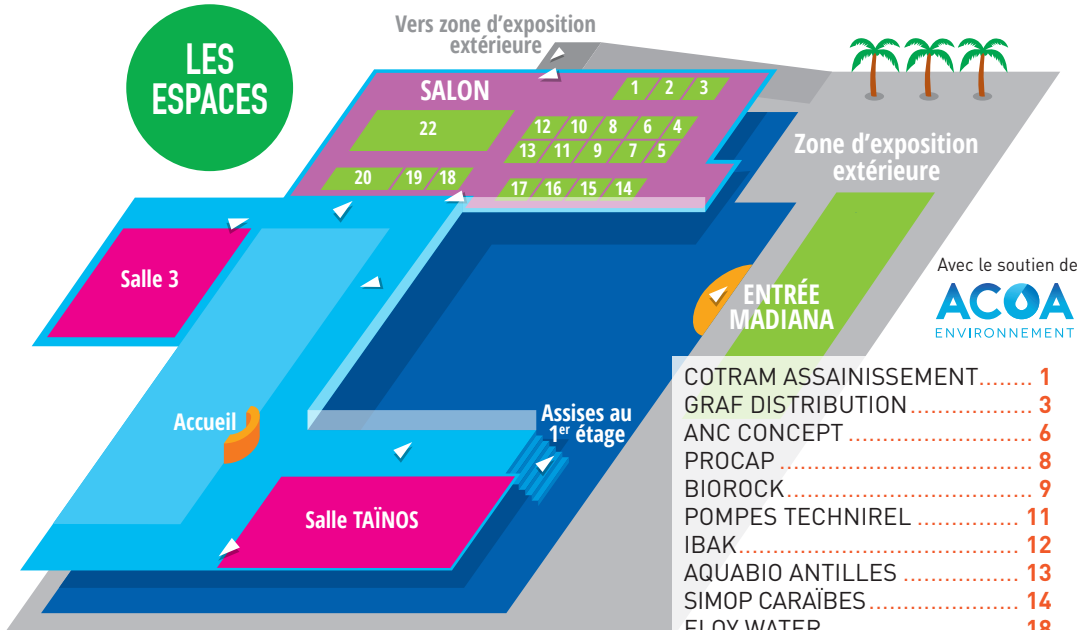 LES
ESPACES
Vers zone d'exposition
extérieure
SALON
1 2 3
22
12 10 8 6 4
13 11 9 7 5
20 19 18
17 16 15 14
Zone d'exposition
extérieure
Salle 3
ENTRÉE
MADIANA
Avec le soutien de
ACOA
ENVIRONNEMENT
Accueil
Assises au
1er étage
Salle TAÏNOS
COTRAM ASSAINISSEMENT........ 1
GRAF DISTRIBUTION................. 3
ANC CONCEPT......................... 6
PROCAP................................. 8
BIOROCK................................ 9
POMPES TECHNIREL.............. 11
IBAK..................................... 12
AQUABIO ANTILLES................ 13
SIMOP CARAÏBES..................... 14
ELOY WATER........................... 18